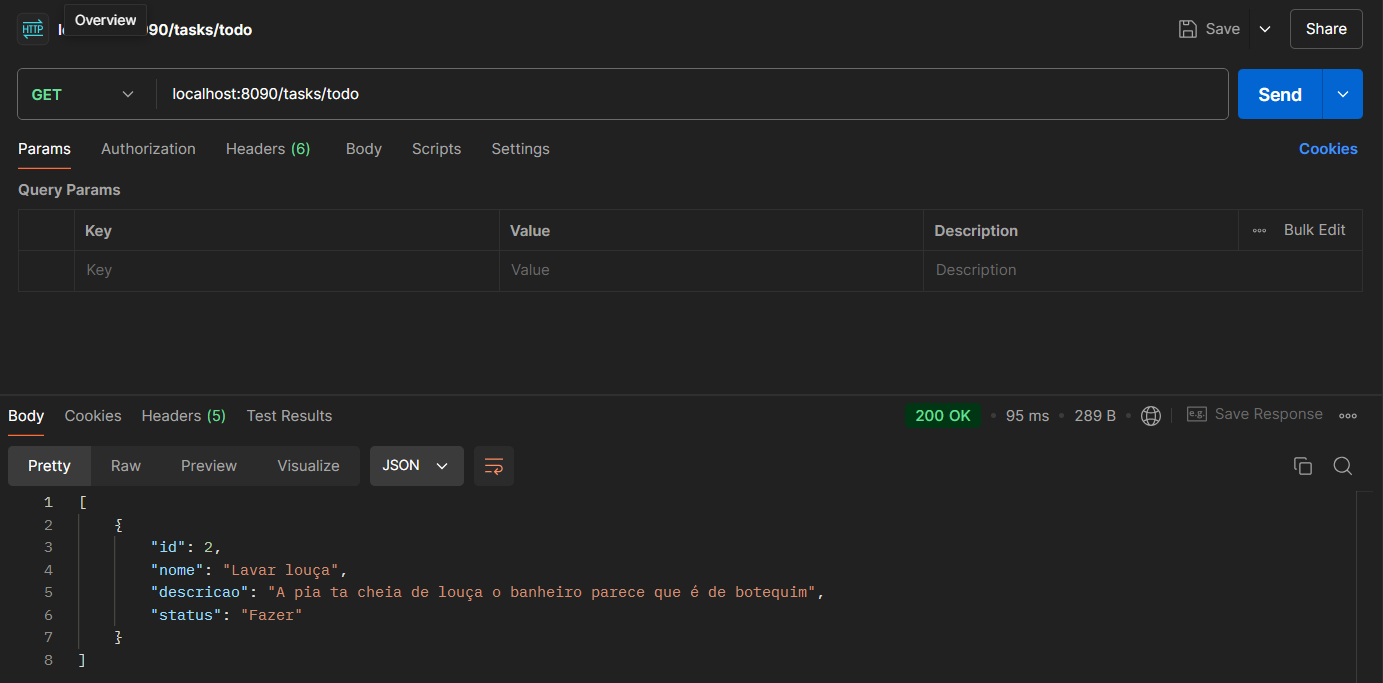 HTTP
Overview
90/tasks/todo
Save
Share
GET
localhost:8090/tasks/todo
Send
Params Authorization Headers (6) Body Scripts Settings
Cookies
Query Params
Key Value Description Bulk Edit
Key Value Description
Body Cookies Headers (5) Test Results
200 OK • 95 ms • 289 B •
e.g. Save Response
Pretty Raw Preview Visualize JSON
1 [
2 {
3 "id": 2,
4 "nome": "Lavar louça",
5 "descricao": "A pia ta cheia de louça o banheiro parece que é de botequim",
6 "status": "Fazer"
7 }
8 ]